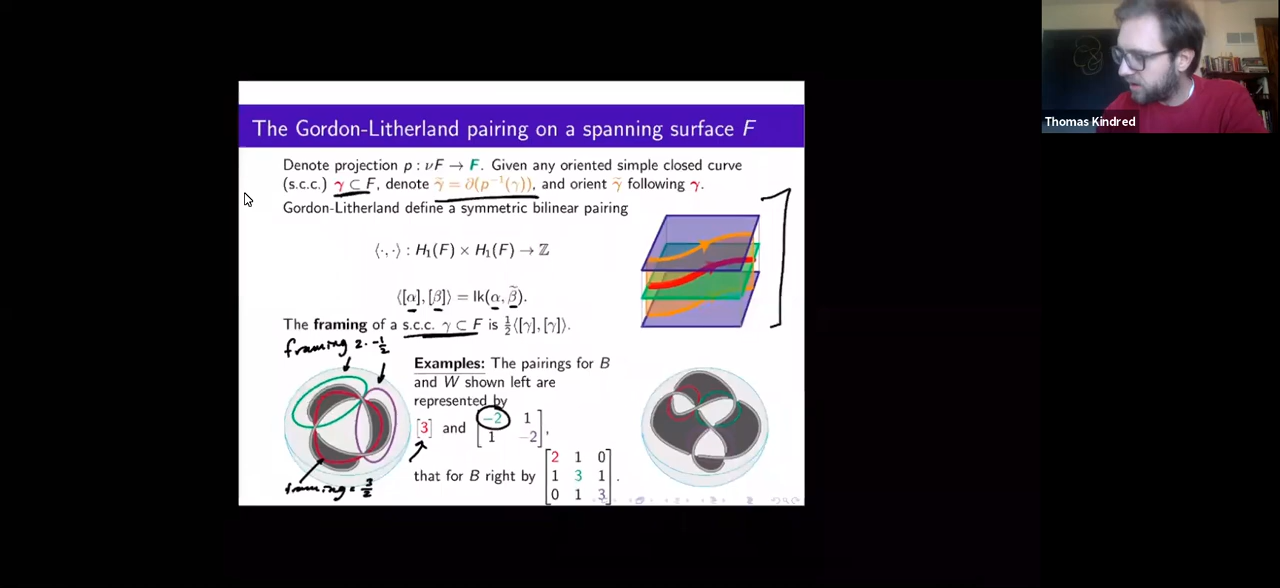 The Gordon-Litherland pairing on a spanning surface F
Denote projection p : νF → F. Given any oriented simple closed curve
(s.c.c.) γ ⊂ F, denote γ̃ = ∂(p⁻¹(γ)), and orient γ̃ following γ.
Gordon-Litherland define a symmetric bilinear pairing
⟨·, ·⟩ : H₁(F) × H₁(F) → ℤ
⟨[α], [β]⟩ = lk(α, β̃).
The framing of a s.c.c. γ ⊂ F is ½⟨[γ], [γ]⟩.
framing 2·-½
Examples: The pairings for B
and W shown left are
represented by
[3] and [-2 1
1 -2],
that for B right by [2 1 0
1 3 1
0 1 3].
framing = 3/2
Thomas Kindred